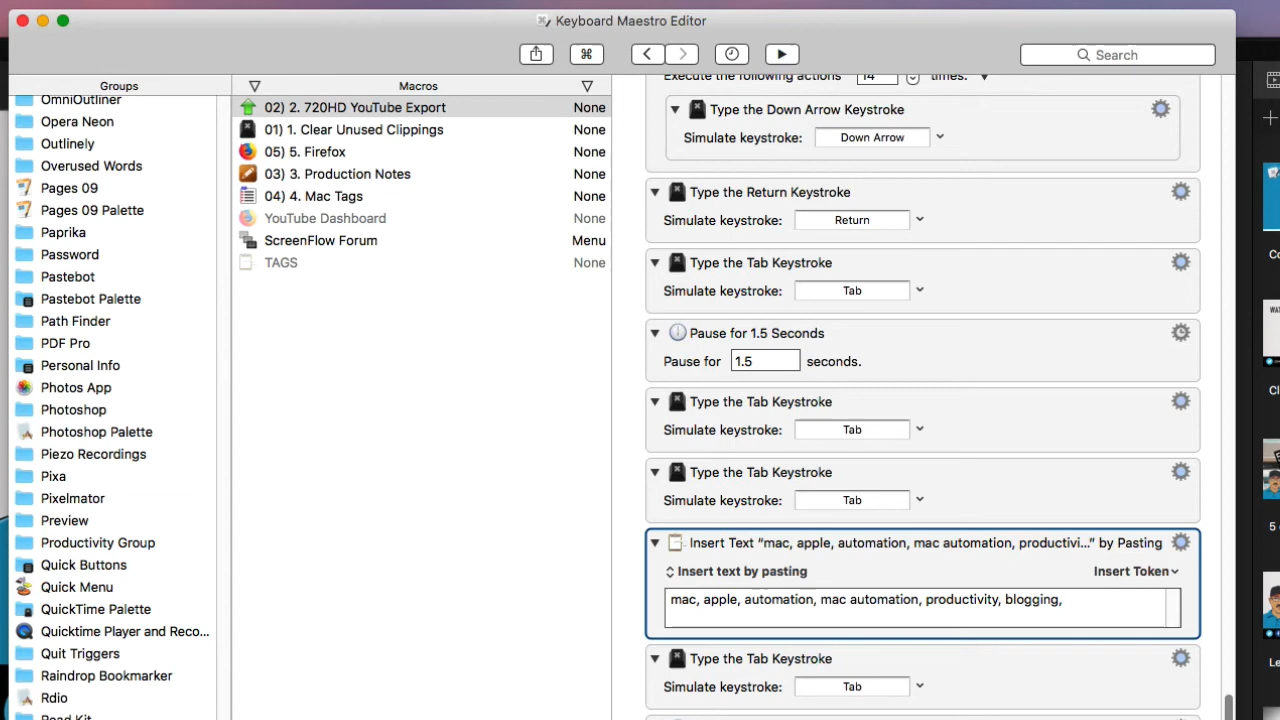 Keyboard Maestro Editor
Search
Groups
OmniOutliner
Opera Neon
Outlinely
Overused Words
Pages 09
Pages 09 Palette
Paprika
Password
Pastebot
Pastebot Palette
Path Finder
PDF Pro
Personal Info
Photos App
Photoshop
Photoshop Palette
Piezo Recordings
Pixa
Pixelmator
Preview
Productivity Group
Quick Buttons
Quick Menu
QuickTime Palette
Quicktime Player and Reco...
Quit Triggers
Raindrop Bookmarker
Rdio
Read Kit
Macros
02) 2. 720HD YouTube Export None
01) 1. Clear Unused Clippings None
05) 5. Firefox None
03) 3. Production Notes None
04) 4. Mac Tags None
YouTube Dashboard None
ScreenFlow Forum Menu
TAGS None
Execute the following actions 14 times.
Type the Down Arrow Keystroke
Simulate keystroke: Down Arrow
Type the Return Keystroke
Simulate keystroke: Return
Type the Tab Keystroke
Simulate keystroke: Tab
Pause for 1.5 Seconds
Pause for 1.5 seconds.
Type the Tab Keystroke
Simulate keystroke: Tab
Type the Tab Keystroke
Simulate keystroke: Tab
Insert Text “mac, apple, automation, mac automation, productivi...” by Pasting
Insert text by pasting Insert Token
mac, apple, automation, mac automation, productivity, blogging,
Type the Tab Keystroke
Simulate keystroke: Tab